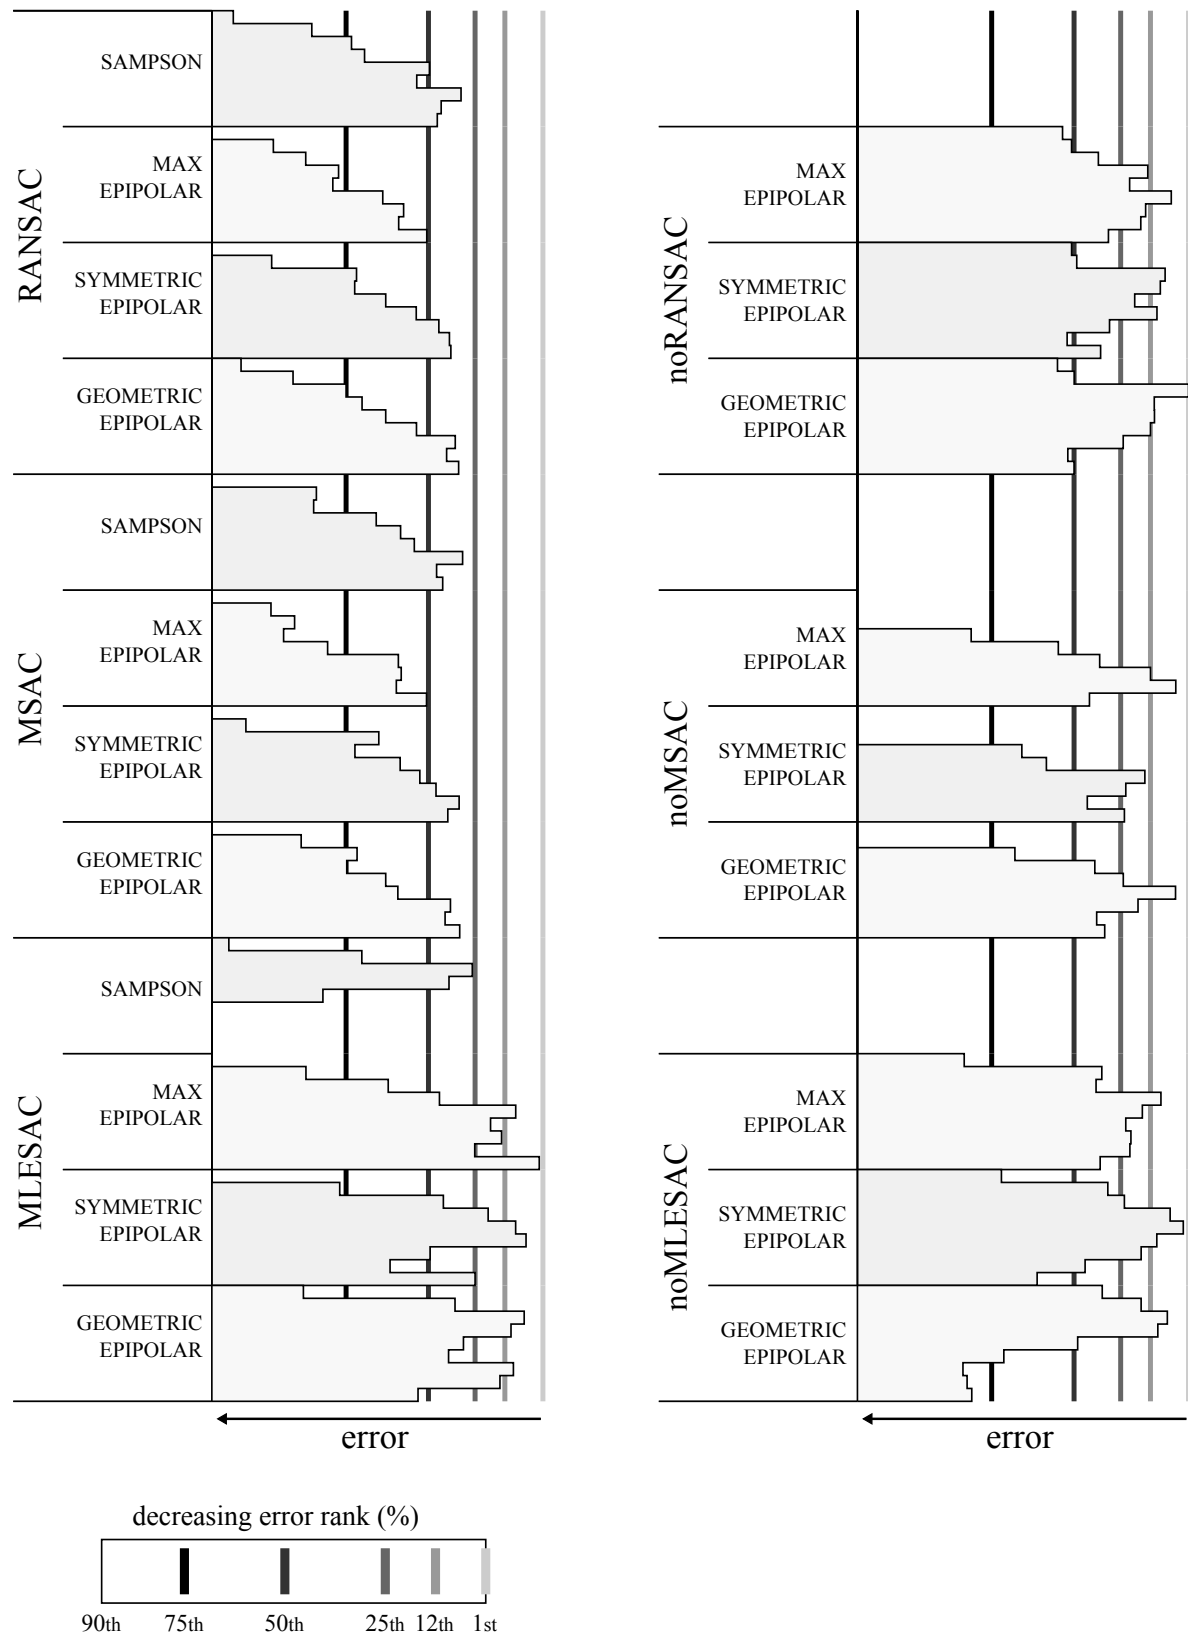 RANSAC
SAMPSON
MAX
EPIPOLAR
SYMMETRIC
EPIPOLAR
GEOMETRIC
EPIPOLAR
MSAC
SAMPSON
MAX
EPIPOLAR
SYMMETRIC
EPIPOLAR
GEOMETRIC
EPIPOLAR
MLESAC
SAMPSON
MAX
EPIPOLAR
SYMMETRIC
EPIPOLAR
GEOMETRIC
EPIPOLAR
error
noRANSAC
MAX
EPIPOLAR
SYMMETRIC
EPIPOLAR
GEOMETRIC
EPIPOLAR
noMSAC
MAX
EPIPOLAR
SYMMETRIC
EPIPOLAR
GEOMETRIC
EPIPOLAR
noMLESAC
MAX
EPIPOLAR
SYMMETRIC
EPIPOLAR
GEOMETRIC
EPIPOLAR
error
decreasing error rank (%)
90th 75th 50th 25th 12th 1st